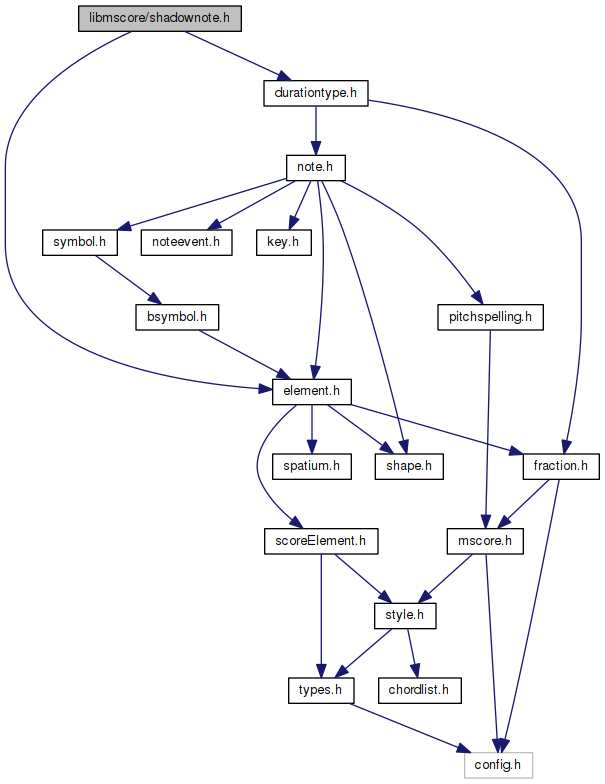 libmscore/shadownote.h
durationtype.h
note.h
symbol.h
noteevent.h
key.h
bsymbol.h
pitchspelling.h
element.h
spatium.h
shape.h
fraction.h
scoreElement.h
mscore.h
style.h
types.h
chordlist.h
config.h